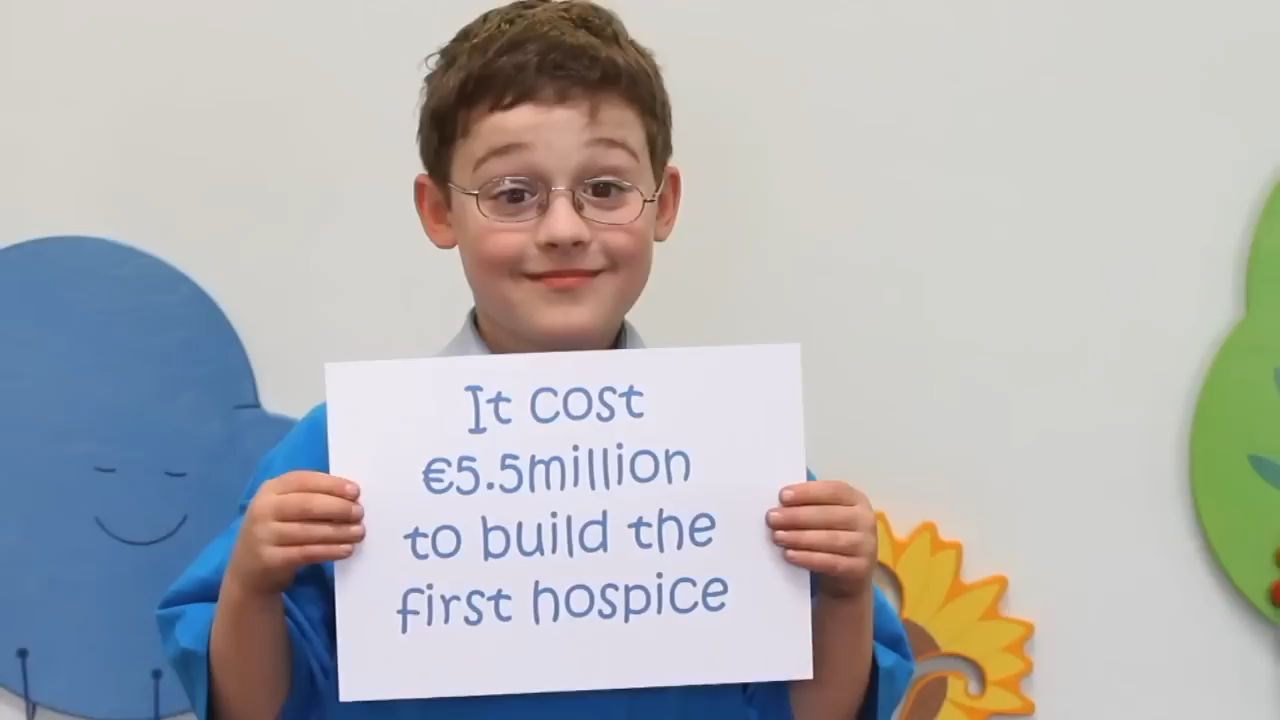 It cost
€5.5million
to build the
first hospice